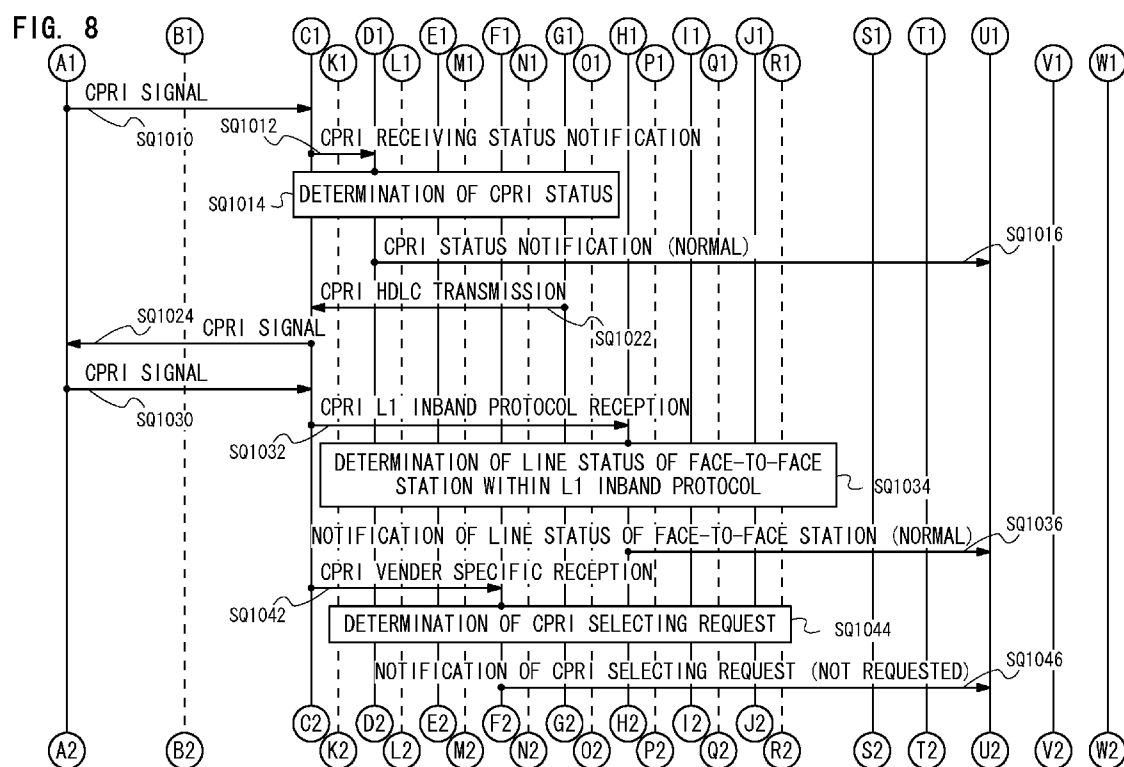 FIG. 8
A1
B1
C1
K1
D1
L1
E1
M1
F1
N1
G1
O1
H1
P1
I1
Q1
J1
R1
S1
T1
U1
V1
W1
CPRI SIGNAL
SQ1010
SQ1012
CPRI RECEIVING STATUS NOTIFICATION
SQ1014
DETERMINATION OF CPRI STATUS
CPRI STATUS NOTIFICATION (NORMAL)
SQ1016
CPRI HDLC TRANSMISSION
SQ1022
SQ1024
CPRI SIGNAL
CPRI SIGNAL
SQ1030
CPRI L1 INBAND PROTOCOL RECEPTION
SQ1032
DETERMINATION OF LINE STATUS OF FACE-TO-FACE
STATION WITHIN L1 INBAND PROTOCOL
SQ1034
NOTIFICATION OF LINE STATUS OF FACE-TO-FACE STATION (NORMAL)
SQ1036
CPRI VENDER SPECIFIC RECEPTION
SQ1042
DETERMINATION OF CPRI SELECTING REQUEST
SQ1044
NOTIFICATION OF CPRI SELECTING REQUEST (NOT REQUESTED)
SQ1046
A2
B2
C2
K2
D2
L2
E2
M2
F2
N2
G2
O2
H2
P2
I2
Q2
J2
R2
S2
T2
U2
V2
W2